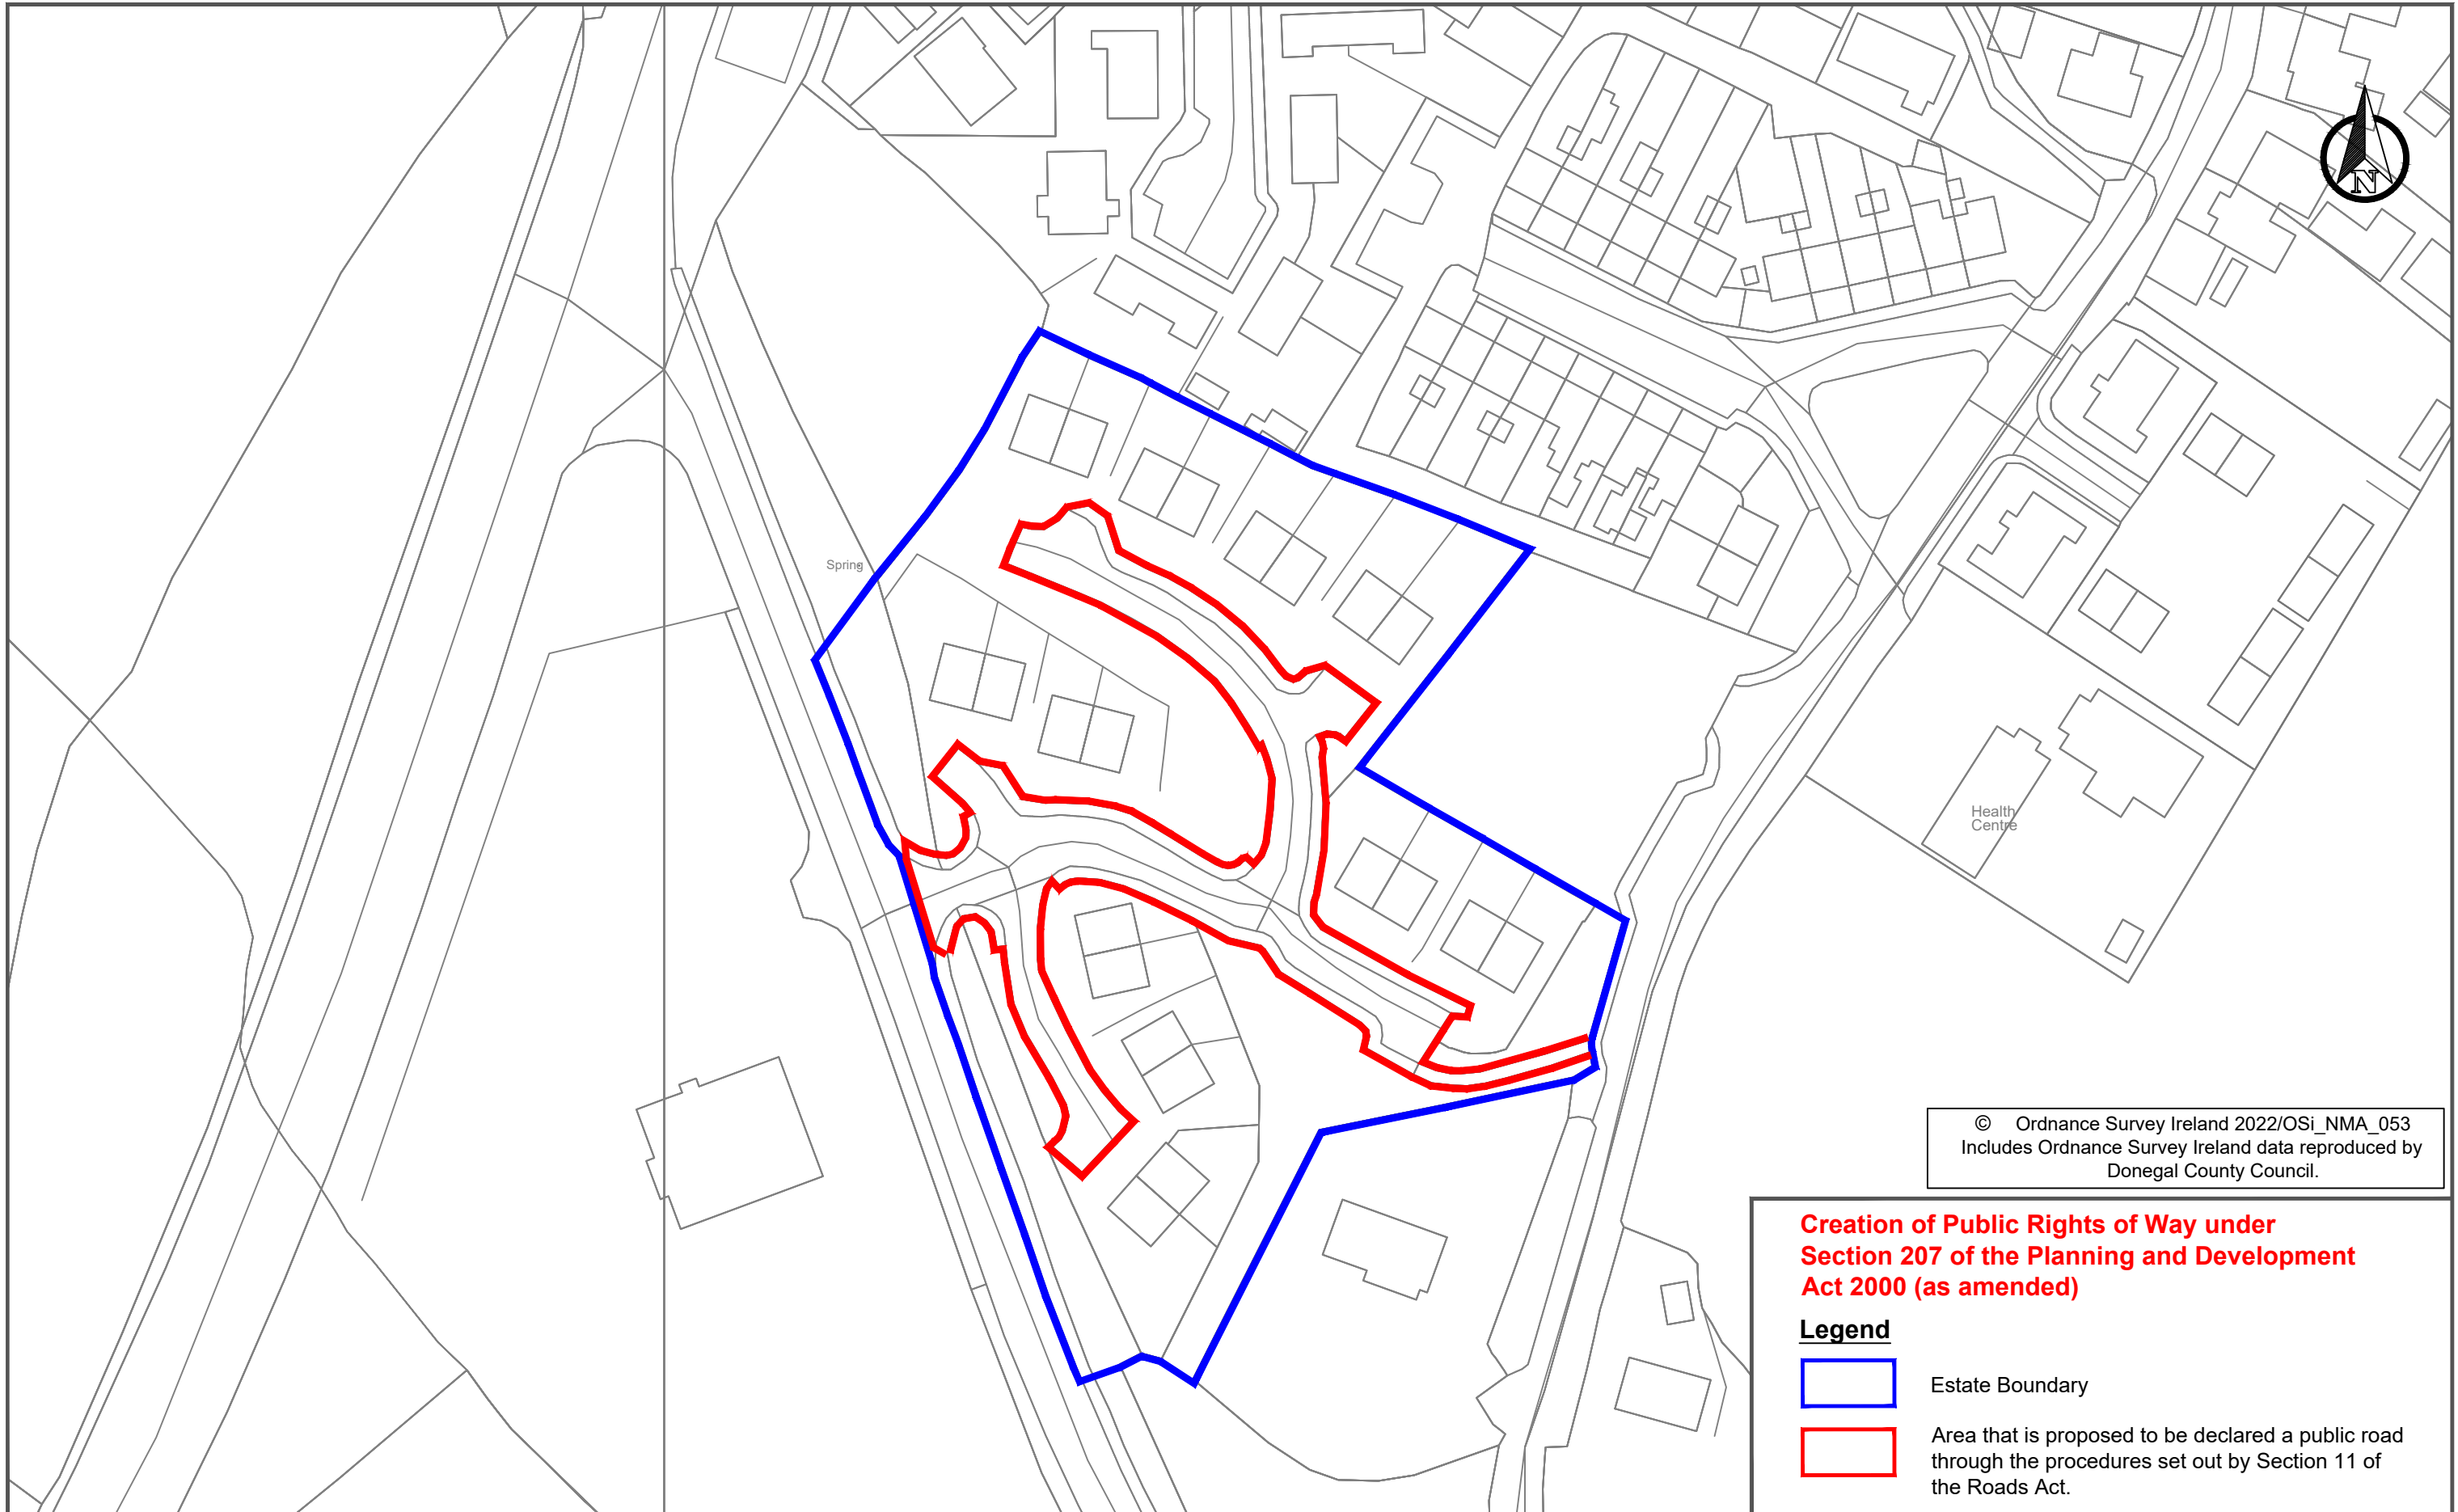 N
Spring
Health
Centre
© Ordnance Survey Ireland 2022/OSi_NMA_053
Includes Ordnance Survey Ireland data reproduced by
Donegal County Council.
Creation of Public Rights of Way under
Section 207 of the Planning and Development
Act 2000 (as amended)
Legend
Estate Boundary
Area that is proposed to be declared a public road
through the procedures set out by Section 11 of
the Roads Act.